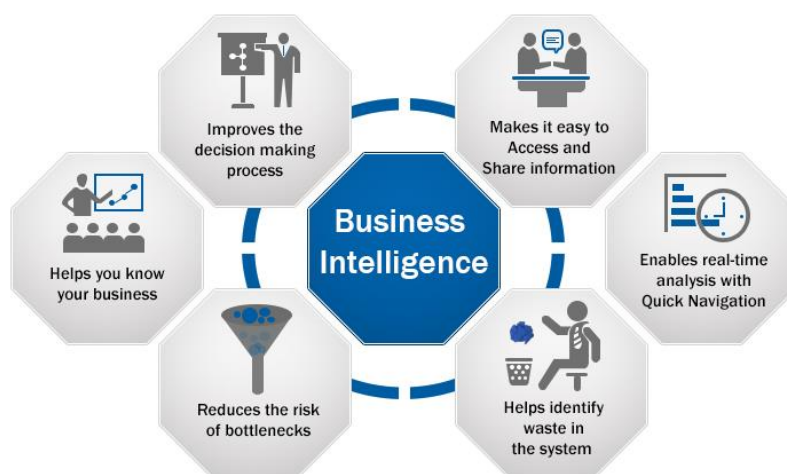 Improves the
decision making
process
Makes it easy to
Access and
Share information
Helps you know
your business
Business
Intelligence
Enables real-time
analysis with
Quick Navigation
Reduces the risk
of bottlenecks
Helps identify
waste in
the system